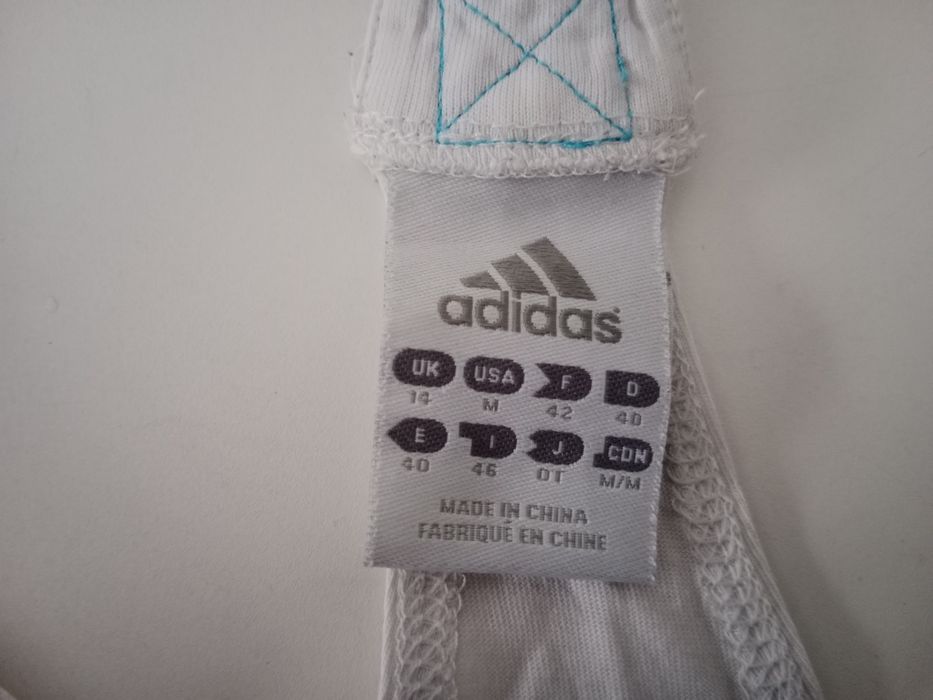 adidas
UK USA F D
14 M 42 40
E I J CDN
40 46 OT M/M
MADE IN CHINA
FABRIQUÉ EN CHINE